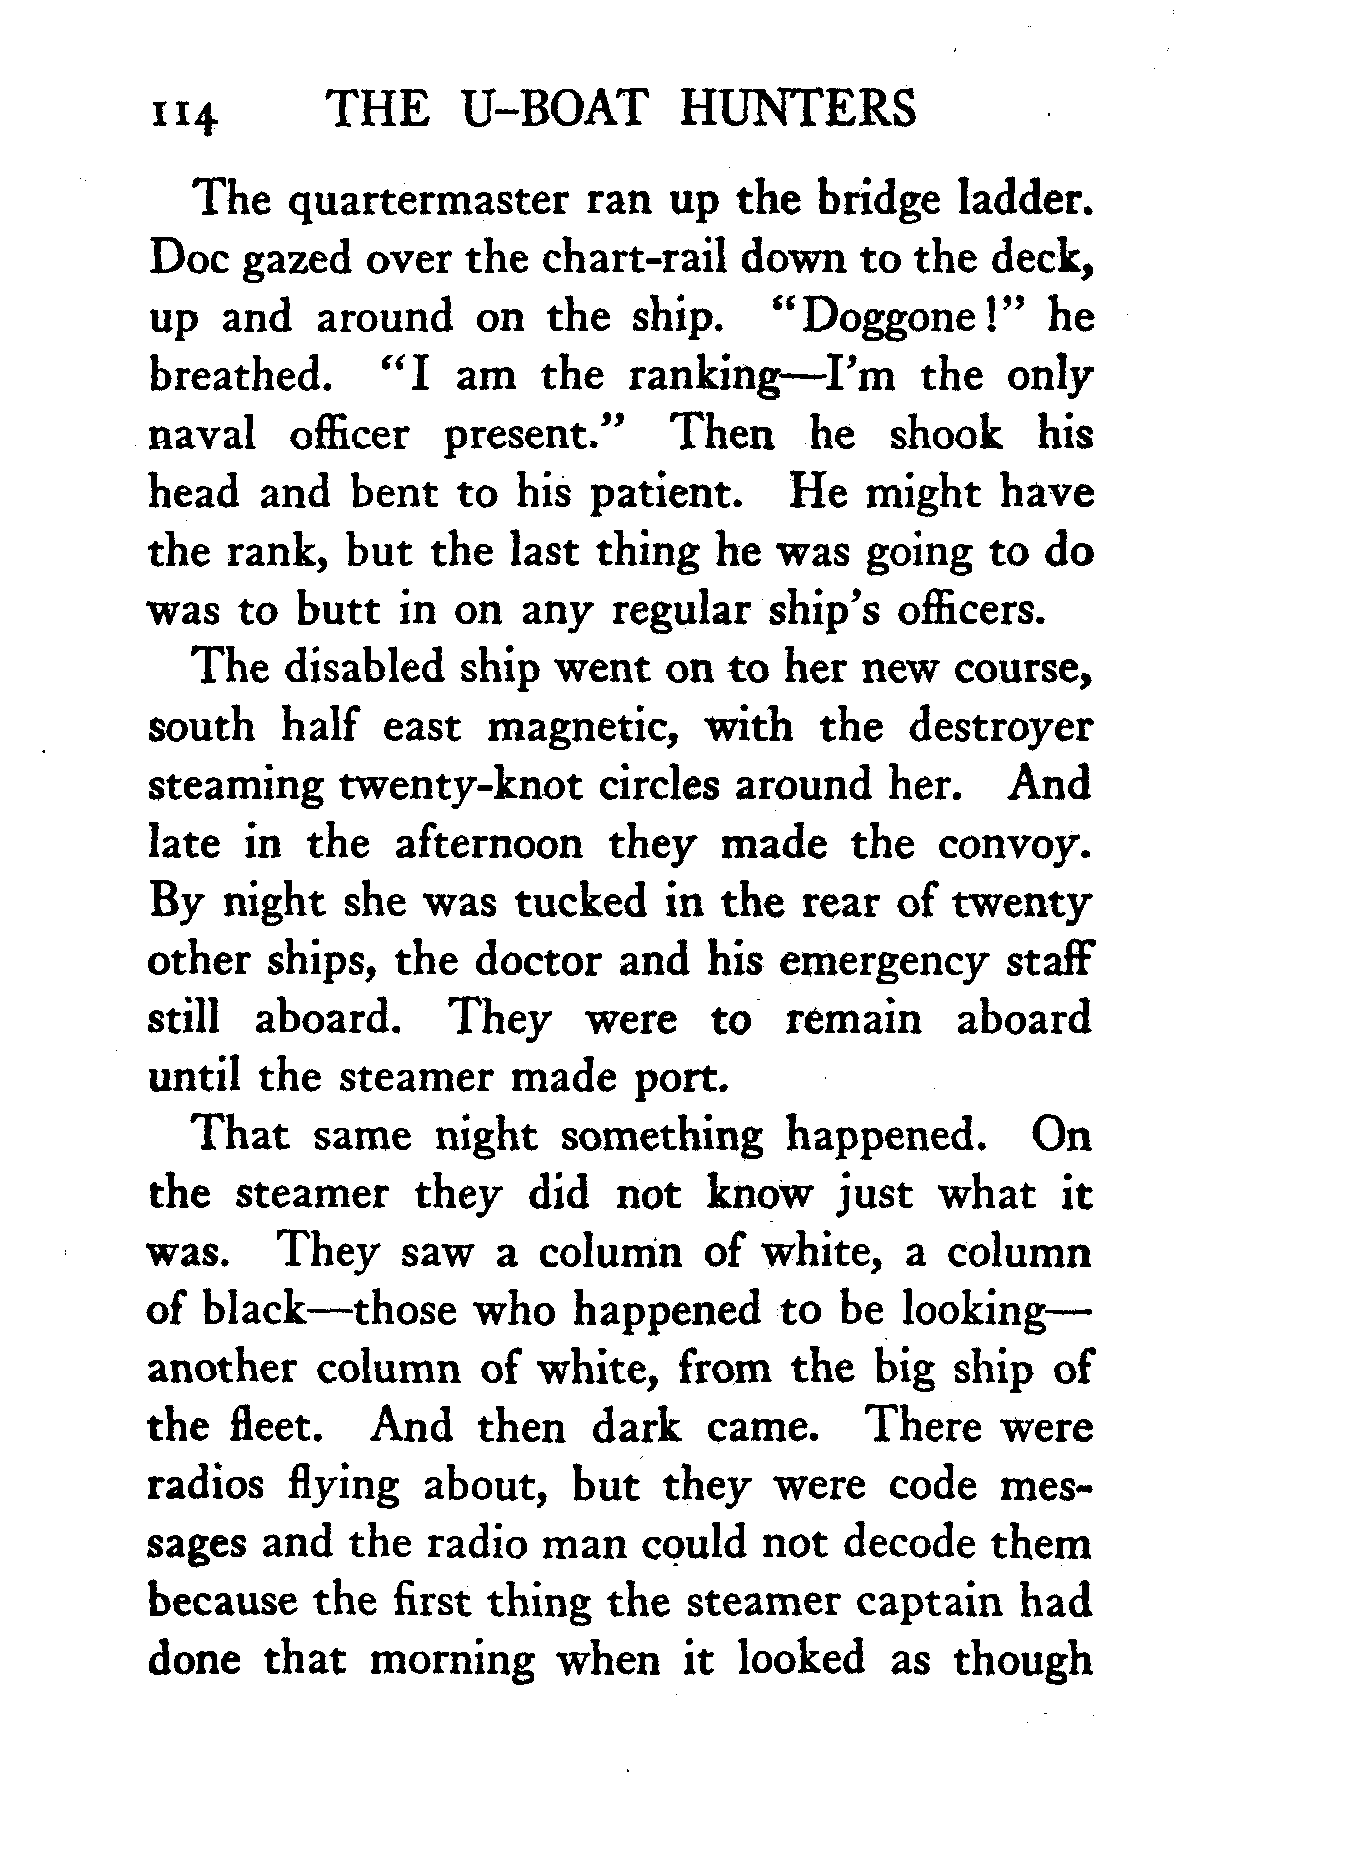 114 THE U-BOAT HUNTERS
The quartermaster ran up the bridge ladder.
Doc gazed over the chart-rail down to the deck,
up and around on the ship. “Doggone!” he
breathed. “I am the ranking—I’m the only
naval officer present.” Then he shook his
head and bent to his patient. He might have
the rank, but the last thing he was going to do
was to butt in on any regular ship’s officers.
The disabled ship went on to her new course,
south half east magnetic, with the destroyer
steaming twenty-knot circles around her. And
late in the afternoon they made the convoy.
By night she was tucked in the rear of twenty
other ships, the doctor and his emergency staff
still aboard. They were to remain aboard
until the steamer made port.
That same night something happened. On
the steamer they did not know just what it
was. They saw a column of white, a column
of black—those who happened to be looking—
another column of white, from the big ship of
the fleet. And then dark came. There were
radios flying about, but they were code mes-
sages and the radio man could not decode them
because the first thing the steamer captain had
done that morning when it looked as though